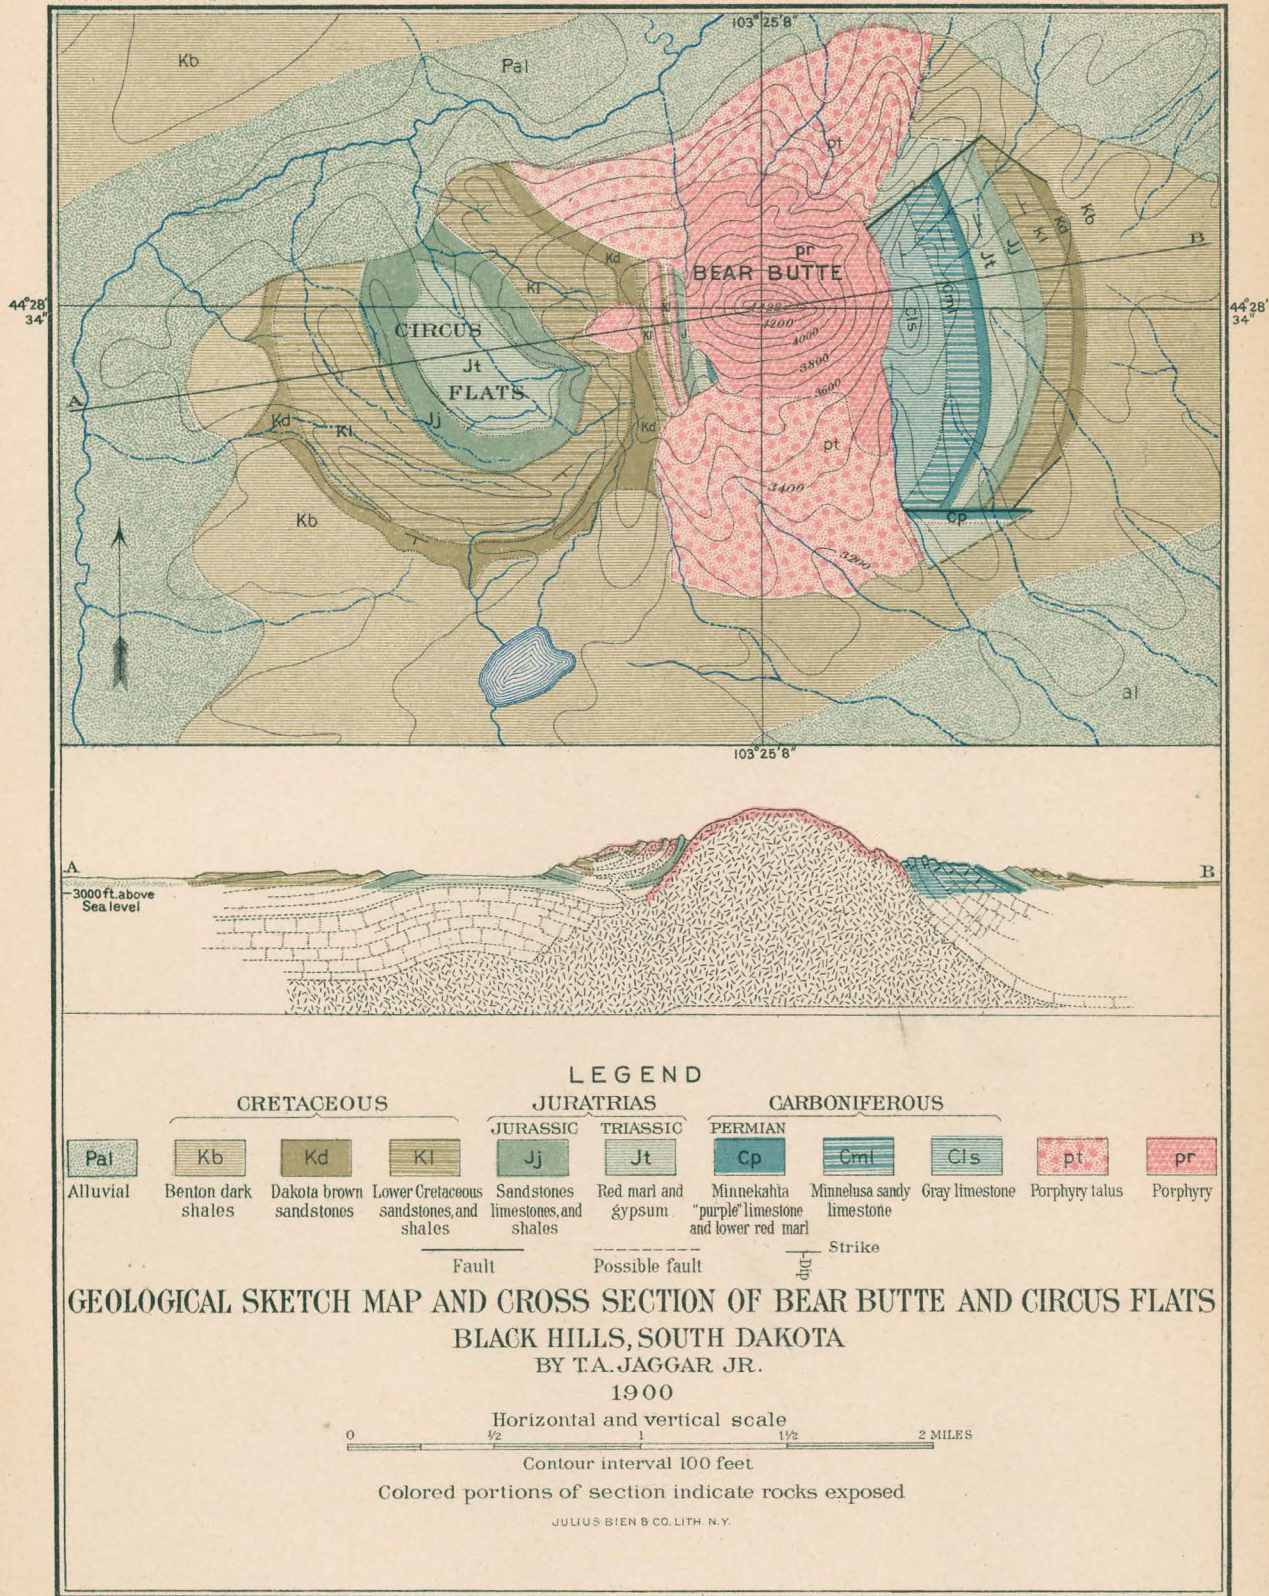 103°25'8"
Kb
Pal
pt
Kb
Kd
Kl
B
pr
BEAR BUTTE
Jj
Jt
Kd
Kl
44°28'
34"
44°28'
34"
Cml
Cls
4200
4000
3800
3600
CIRCUS
Jt
FLATS
Kl
Kl
J
A
Kd
Kl
Jj
Kd
pt
3400
Kb
Cp
3200
al
103°25'8"
A
B
3000 ft. above
Sea level
LEGEND
CRETACEOUS
JURATRIAS
CARBONIFEROUS
JURASSIC
TRIASSIC
PERMIAN
Pal
Kb
Kd
Kl
Jj
Jt
Cp
Cml
Cls
pt
pr
Alluvial
Benton dark
shales
Dakota brown
sandstones
Lower Cretaceous
sandstones, and
shales
Sandstones
limestones, and
shales
Red marl and
gypsum
Minnekahta
"purple" limestone
and lower red marl
Minnelusa sandy
limestone
Gray limestone
Porphyry talus
Porphyry
Fault
Possible fault
Strike
Dip
GEOLOGICAL SKETCH MAP AND CROSS SECTION OF BEAR BUTTE AND CIRCUS FLATS
BLACK HILLS, SOUTH DAKOTA
BY T.A. JAGGAR JR.
1900
Horizontal and vertical scale
0 ½ 1 1½ 2 MILES
Contour interval 100 feet
Colored portions of section indicate rocks exposed
JULIUS BIEN & CO. LITH. N.Y.